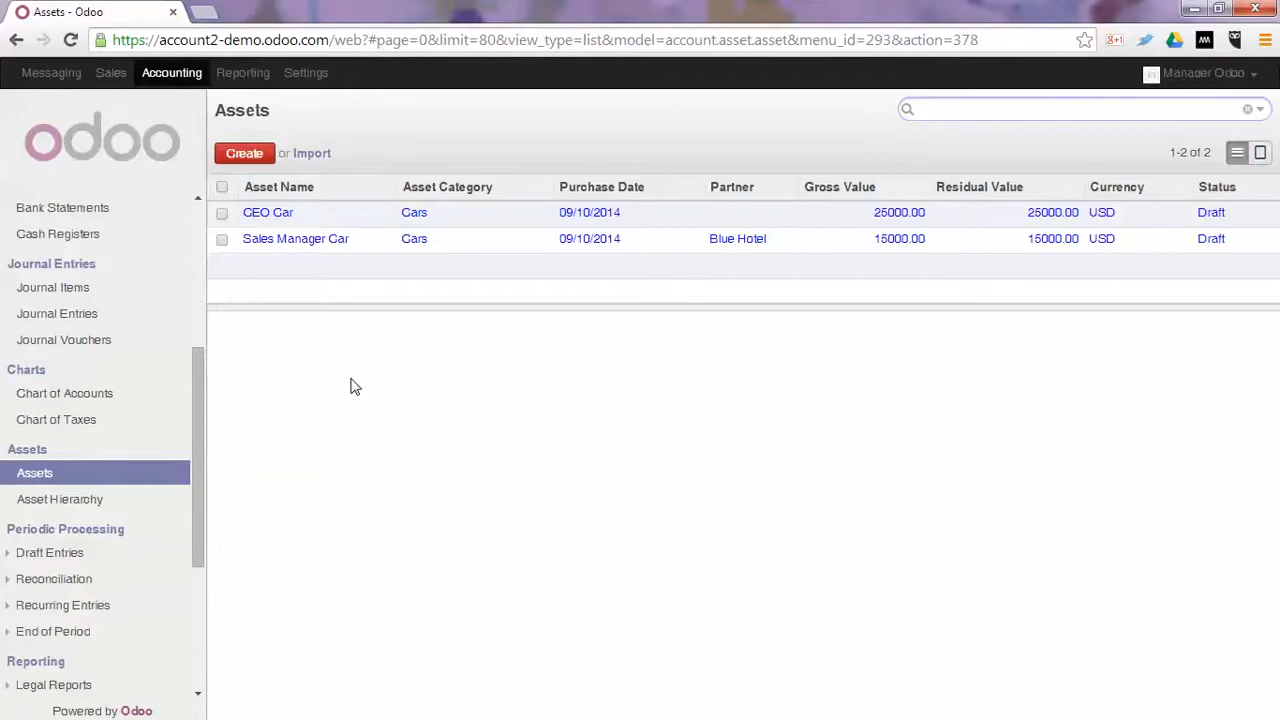 Assets - Odoo
https://account2-demo.odoo.com/web?#page=0&limit=80&view_type=list&model=account.asset.asset&menu_id=293&action=378
Messaging Sales Accounting Reporting Settings Manager Odoo
odoo
Assets
Create or Import 1-2 of 2
Asset Name Asset Category Purchase Date Partner Gross Value Residual Value Currency Status
CEO Car Cars 09/10/2014 25000.00 25000.00 USD Draft
Sales Manager Car Cars 09/10/2014 Blue Hotel 15000.00 15000.00 USD Draft
Bank Statements
Cash Registers
Journal Entries
Journal Items
Journal Entries
Journal Vouchers
Charts
Chart of Accounts
Chart of Taxes
Assets
Assets
Asset Hierarchy
Periodic Processing
Draft Entries
Reconciliation
Recurring Entries
End of Period
Reporting
Legal Reports
Powered by Odoo